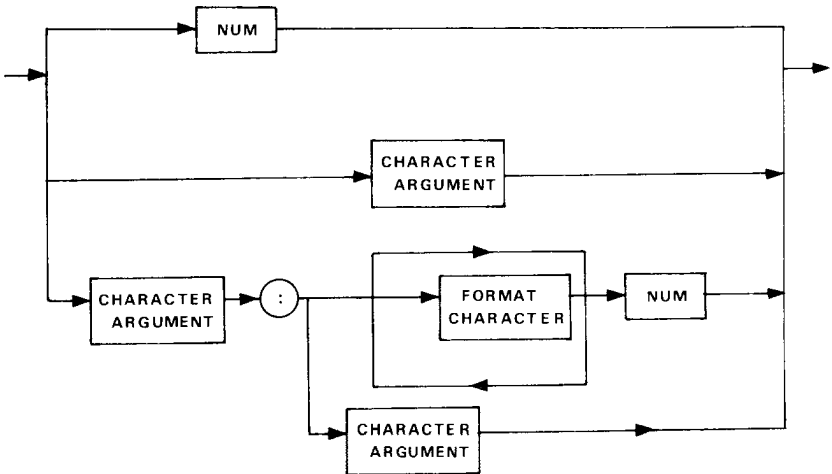 NUM
CHARACTER
ARGUMENT
CHARACTER
ARGUMENT
:
FORMAT
CHARACTER
NUM
CHARACTER
ARGUMENT